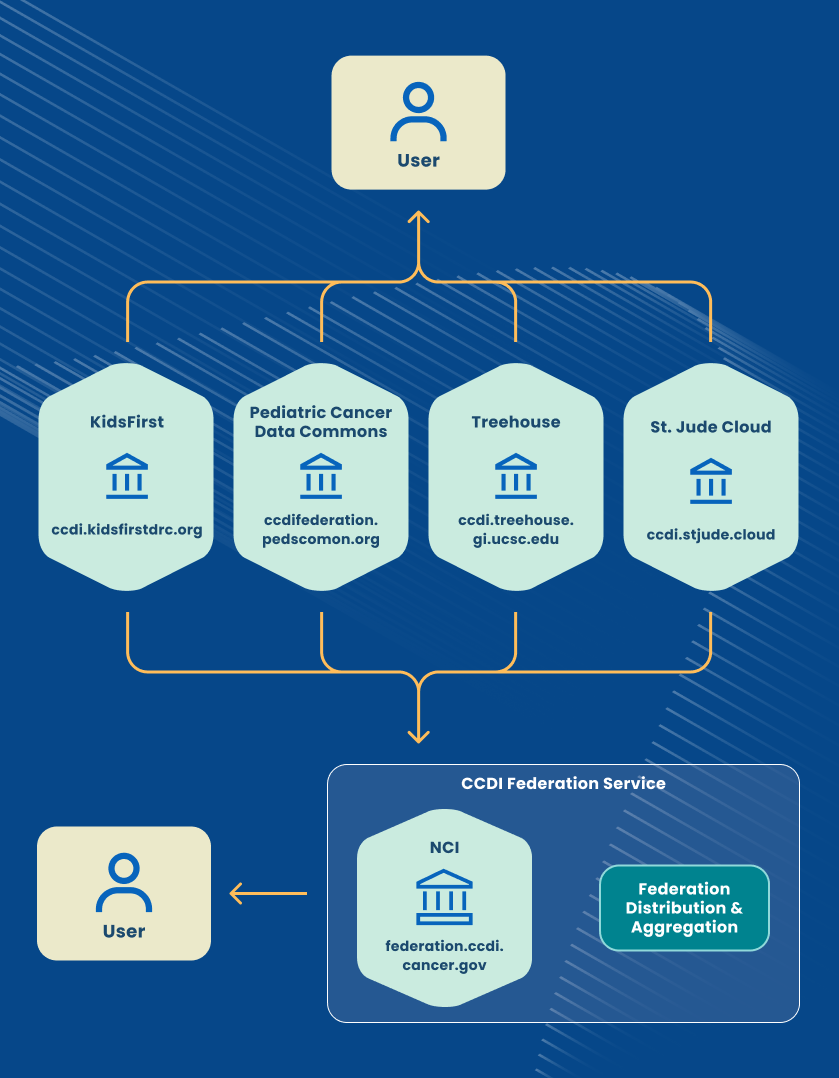 User
KidsFirst
ccdi.kidsfirstdrc.org
Pediatric Cancer
Data Commons
ccdifederation.
pedscomon.org
Treehouse
ccdi.treehouse.
gi.ucsc.edu
St. Jude Cloud
ccdi.stjude.cloud
CCDI Federation Service
NCI
federation.ccdi.
cancer.gov
Federation
Distribution &
Aggregation
User